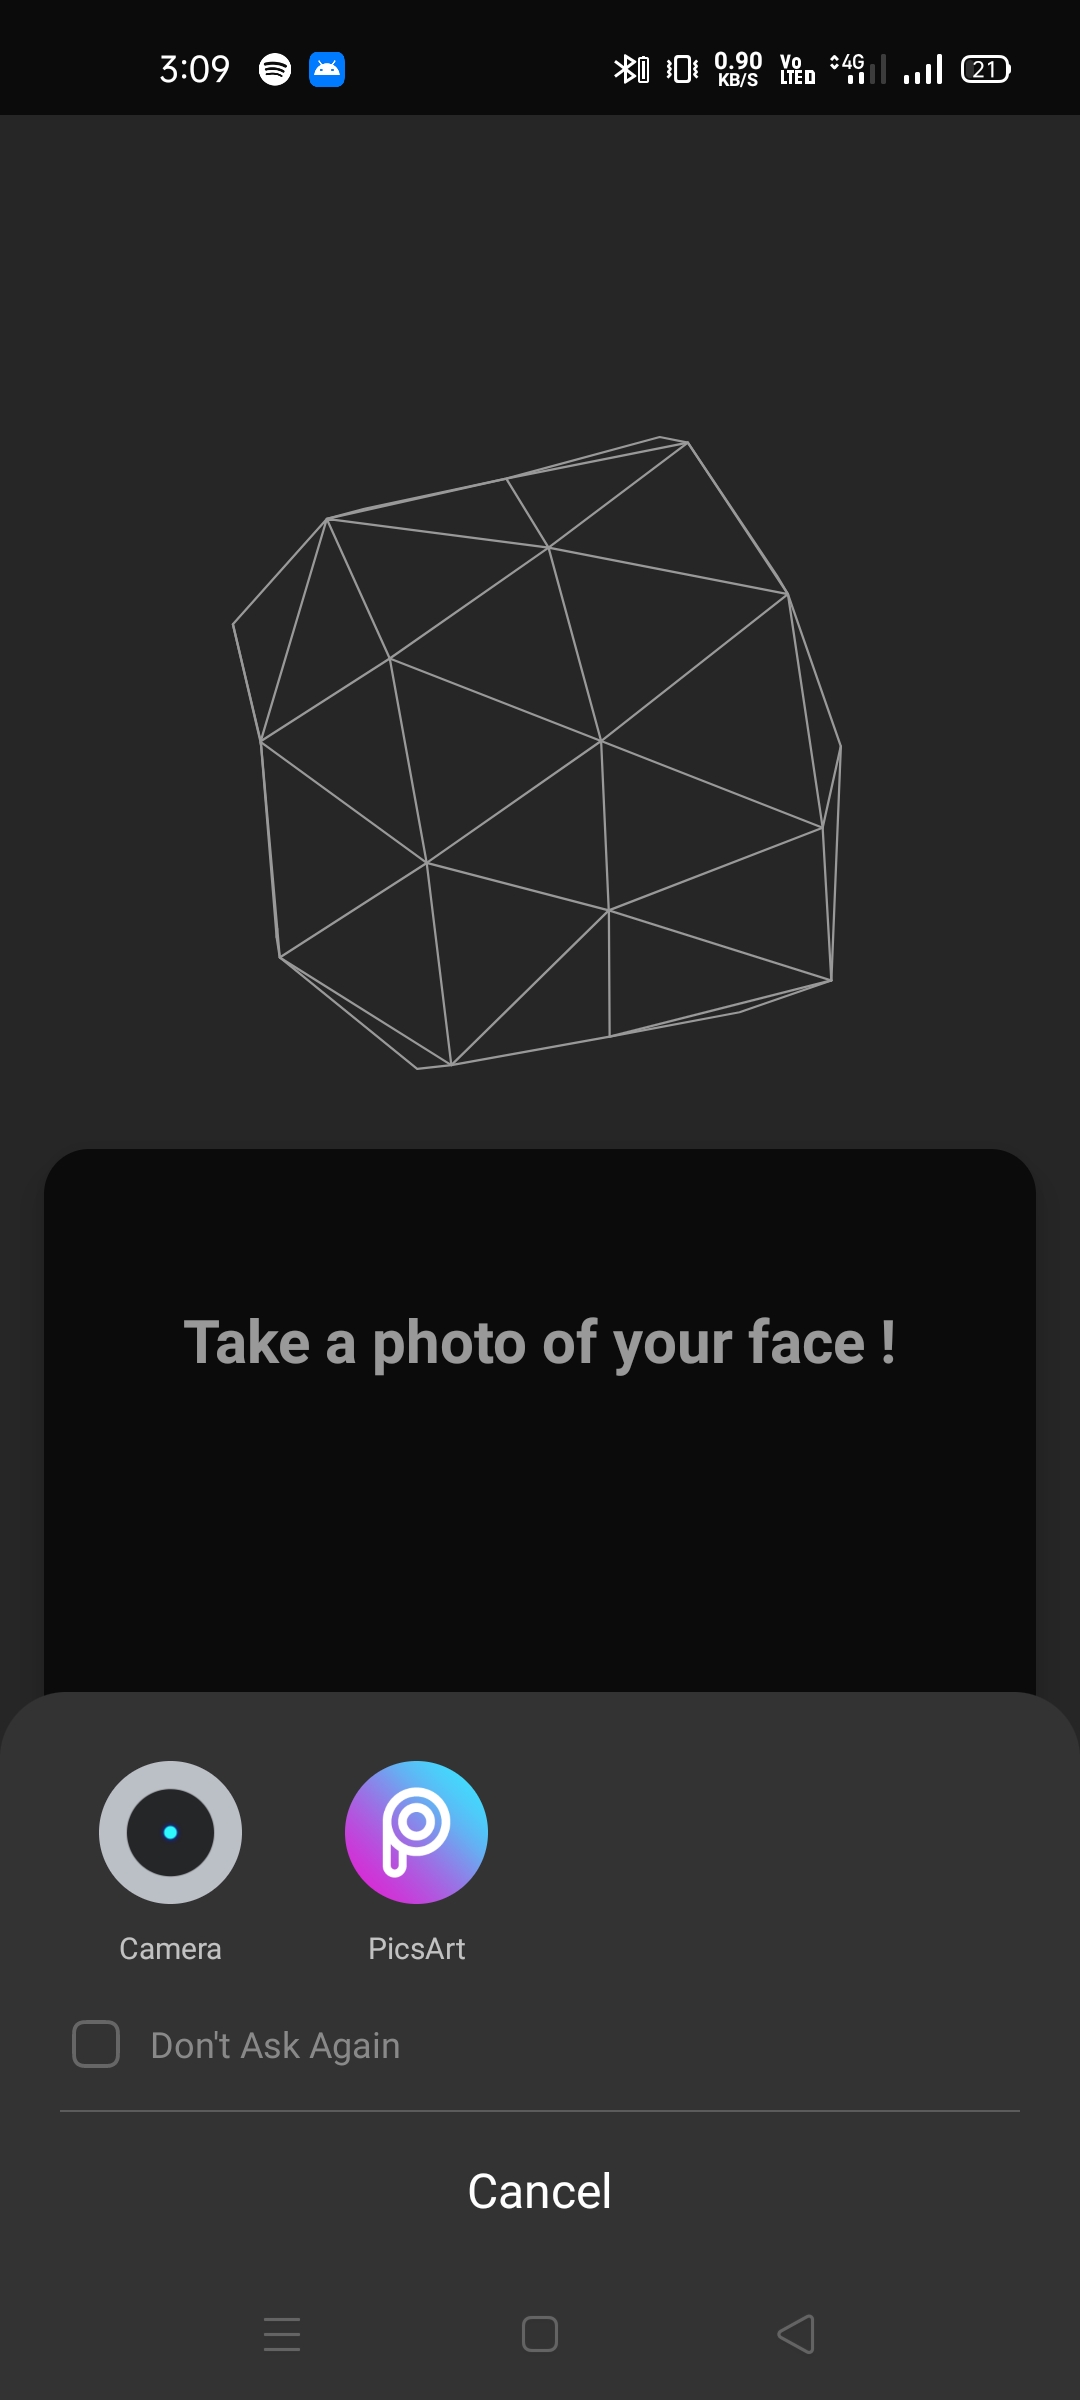 3:09 0.90 KB/S Vo LTED 4G 21
Take a photo of your face !
Camera PicsArt
Don't Ask Again
Cancel